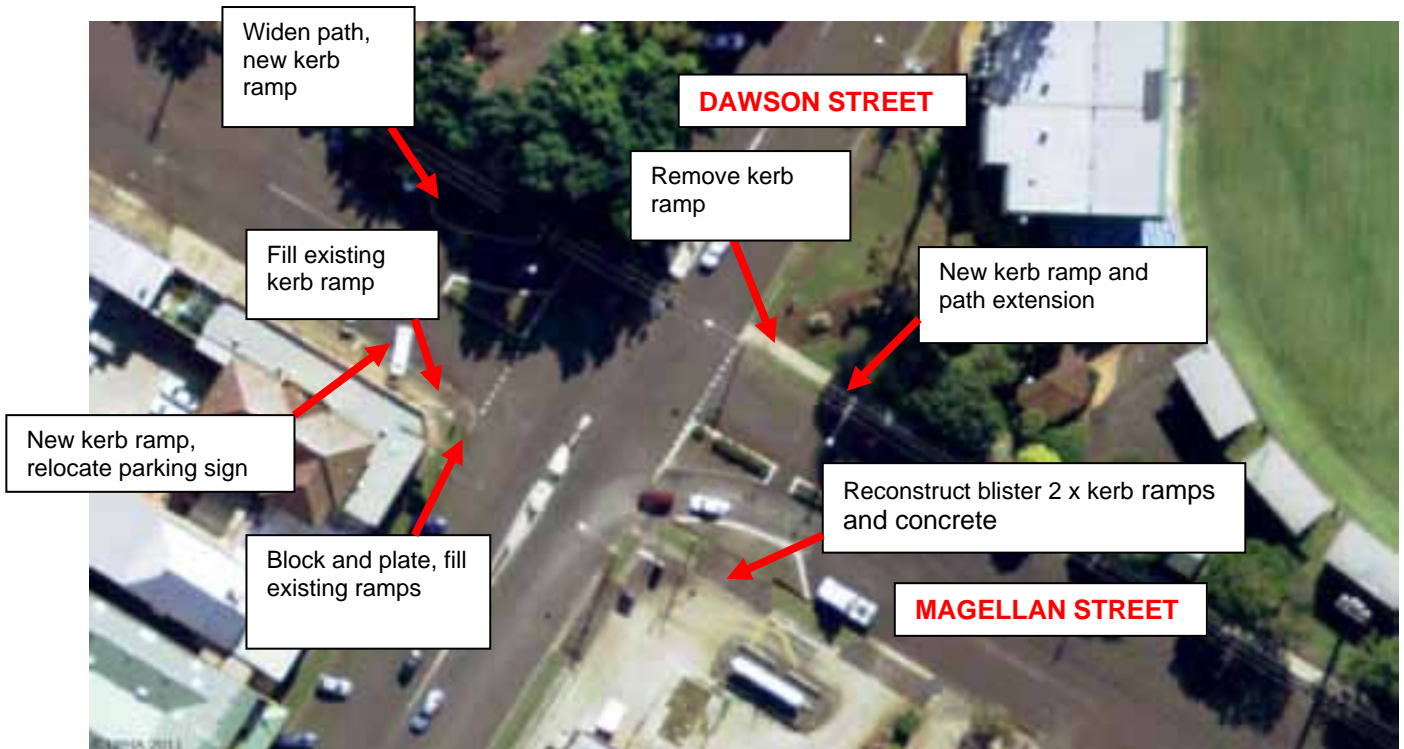 Widen path,
new kerb
ramp
DAWSON STREET
Remove kerb
ramp
Fill existing
kerb ramp
New kerb ramp and
path extension
New kerb ramp,
relocate parking sign
Reconstruct blister 2 x kerb ramps
and concrete
Block and plate, fill
existing ramps
MAGELLAN STREET